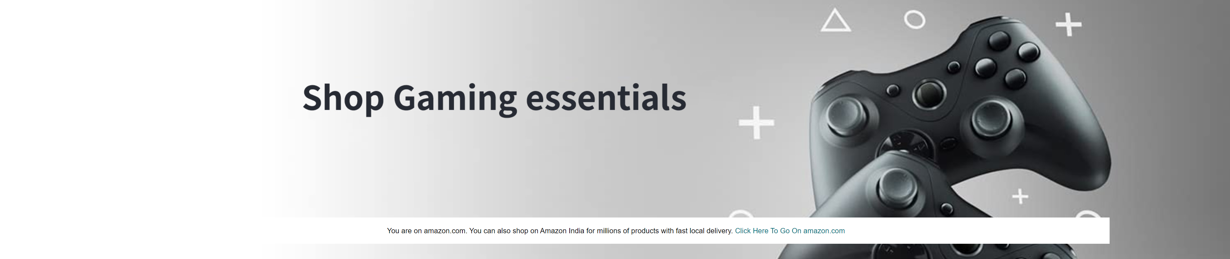 Shop Gaming essentials
You are on amazon.com. You can also shop on Amazon India for millions of products with fast local delivery. Click Here To Go On amazon.com